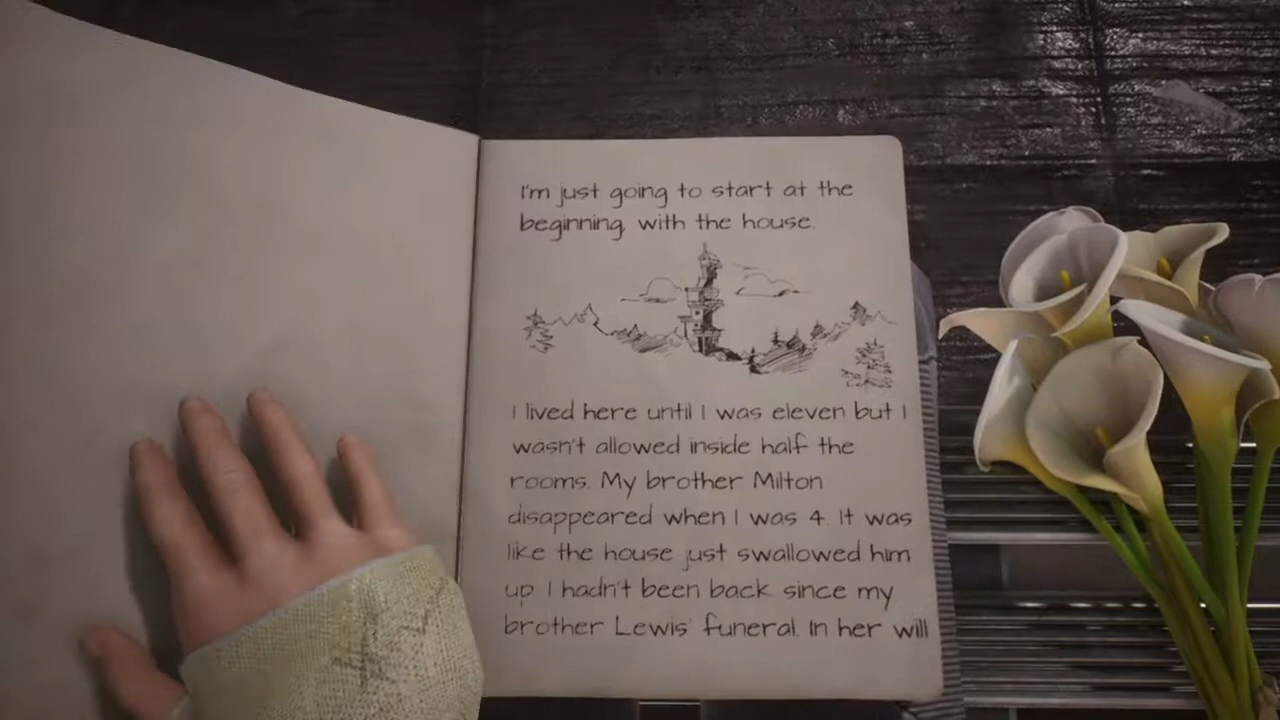 I'm just going to start at the
beginning, with the house.
I lived here until I was eleven but I
wasn't allowed inside half the
rooms. My brother Milton
disappeared when I was 4. It was
like the house just swallowed him
up. I hadn't been back since my
brother Lewis' funeral. In her will